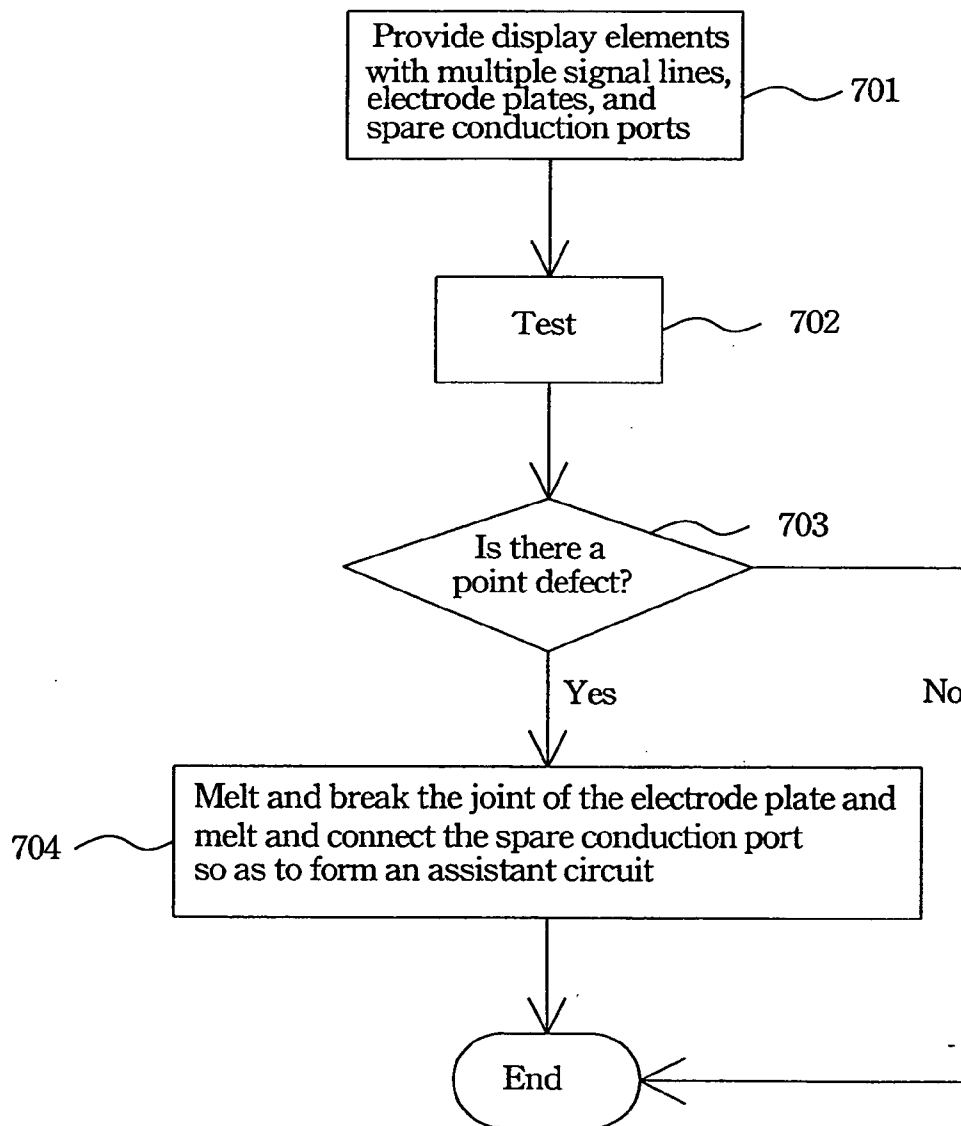 Provide display elements
with multiple signal lines,
electrode plates, and
spare conduction ports
701
Test
702
703
Is there a
point defect?
Yes
No
Melt and break the joint of the electrode plate and
melt and connect the spare conduction port
so as to form an assistant circuit
704
End